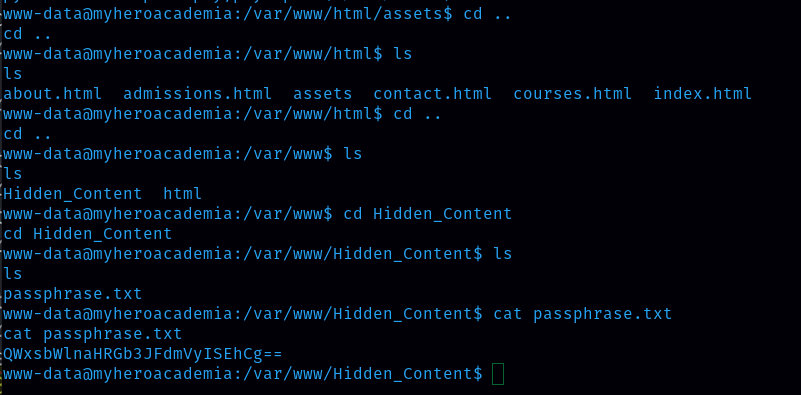 www-data@myheroacademia:/var/www/html/assets$ cd ..
cd ..
www-data@myheroacademia:/var/www/html$ ls
ls
about.html  admissions.html  assets  contact.html  courses.html  index.html
www-data@myheroacademia:/var/www/html$ cd ..
cd ..
www-data@myheroacademia:/var/www$ ls
ls
Hidden_Content  html
www-data@myheroacademia:/var/www$ cd Hidden_Content
cd Hidden_Content
www-data@myheroacademia:/var/www/Hidden_Content$ ls
ls
passphrase.txt
www-data@myheroacademia:/var/www/Hidden_Content$ cat passphrase.txt
cat passphrase.txt
QWxsbWlnaHRGb3JFdmVyISEhCg==
www-data@myheroacademia:/var/www/Hidden_Content$